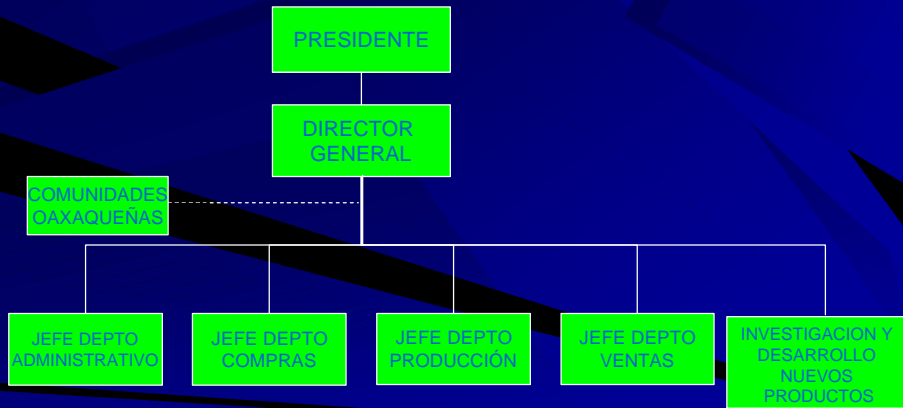 PRESIDENTE
DIRECTOR
GENERAL
COMUNIDADES
OAXAQUEÑAS
JEFE DEPTO
ADMINISTRATIVO
JEFE DEPTO
COMPRAS
JEFE DEPTO
PRODUCCIÓN
JEFE DEPTO
VENTAS
INVESTIGACION Y
DESARROLLO
NUEVOS
PRODUCTOS